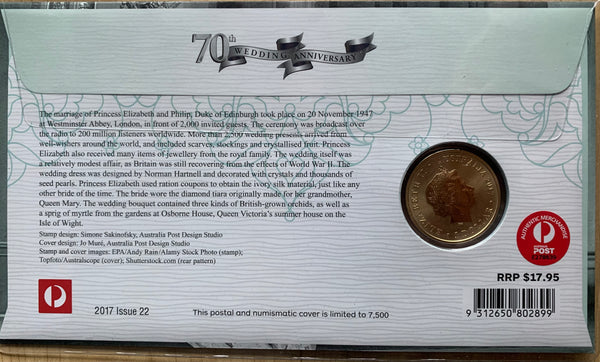 70th
WEDDING ANNIVERSARY
The marriage of Princess Elizabeth and Philip, Duke of Edinburgh took place on 20 November 1947
at Westminster Abbey, London, in front of 2,000 invited guests. The ceremony was broadcast over
the radio to 200 million listeners worldwide. More than 2,500 wedding presents arrived from
well-wishers around the world, and included scarves, stockings and crystallised fruit. Princess
Elizabeth also received many items of jewellery from the royal family. The wedding itself was
a relatively modest affair, as Britain was still recovering from the effects of World War II. The
wedding dress was designed by Norman Hartnell and decorated with crystals and thousands of
seed pearls. Princess Elizabeth used ration coupons to obtain the ivory silk material, just like any
other bride of the time. The bride wore the diamond tiara originally made for her grandmother,
Queen Mary. The wedding bouquet contained three kinds of British-grown orchids, as well
as a sprig of myrtle from the gardens at Osborne House, Queen Victoria's summer house on the
Isle of Wight.
Stamp design: Simone Sakinofsky, Australia Post Design Studio
Cover design: Jo Muré, Australia Post Design Studio
Stamp and cover images: EPA/Andy Rain/Alamy Stock Photo (stamp);
Topfoto/Australscope (cover); Shutterstock.com (rear pattern)
ELIZABETH II AUSTRALIA
AUTHENTIC MERCHANDISE
POST
RRP $17.95
2017 Issue 22
This postal and numismatic cover is limited to 7,500
9 312650 802899